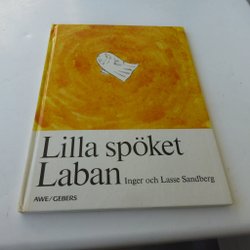 Lilla spöket
Laban Inger och Lasse Sandberg
AWE/GEBERS